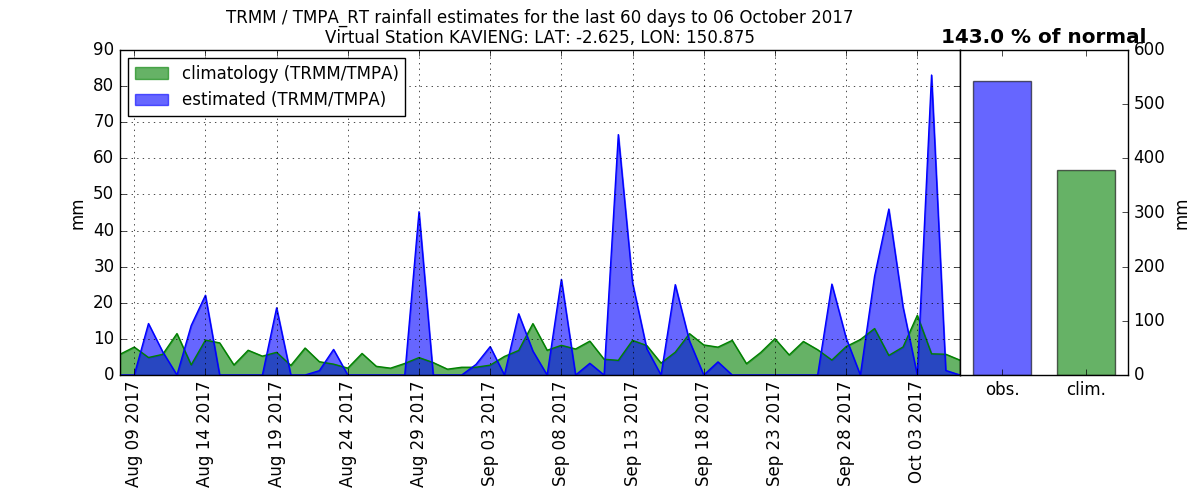 TRMM / TMPA_RT rainfall estimates for the last 60 days to 06 October 2017
Virtual Station KAVIENG: LAT: -2.625, LON: 150.875
143.0 % of normal
climatology (TRMM/TMPA)
estimated (TRMM/TMPA)
mm
90
80
70
60
50
40
30
20
10
0
Aug 09 2017
Aug 14 2017
Aug 19 2017
Aug 24 2017
Aug 29 2017
Sep 03 2017
Sep 08 2017
Sep 13 2017
Sep 18 2017
Sep 23 2017
Sep 28 2017
Oct 03 2017
obs.
clim.
600
500
400
300
200
100
0
mm